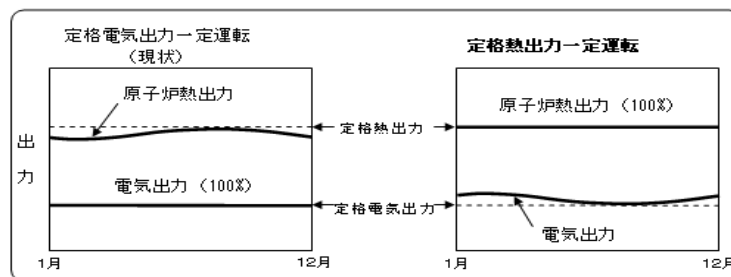 定格電気出力一定運転
（現状）
原子炉熱出力
出力
電気出力（100%）
1月
12月
定格熱出力
定格電気出力
定格熱出力一定運転
原子炉熱出力（100%）
電気出力
1月
12月